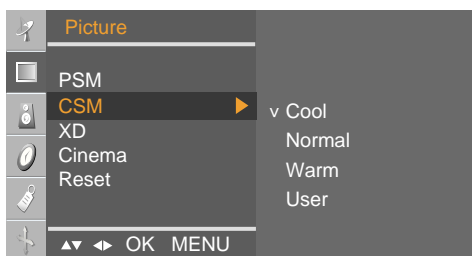 Picture
PSM
CSM
XD
Cinema
Reset
v Cool
Normal
Warm
User
OK MENU